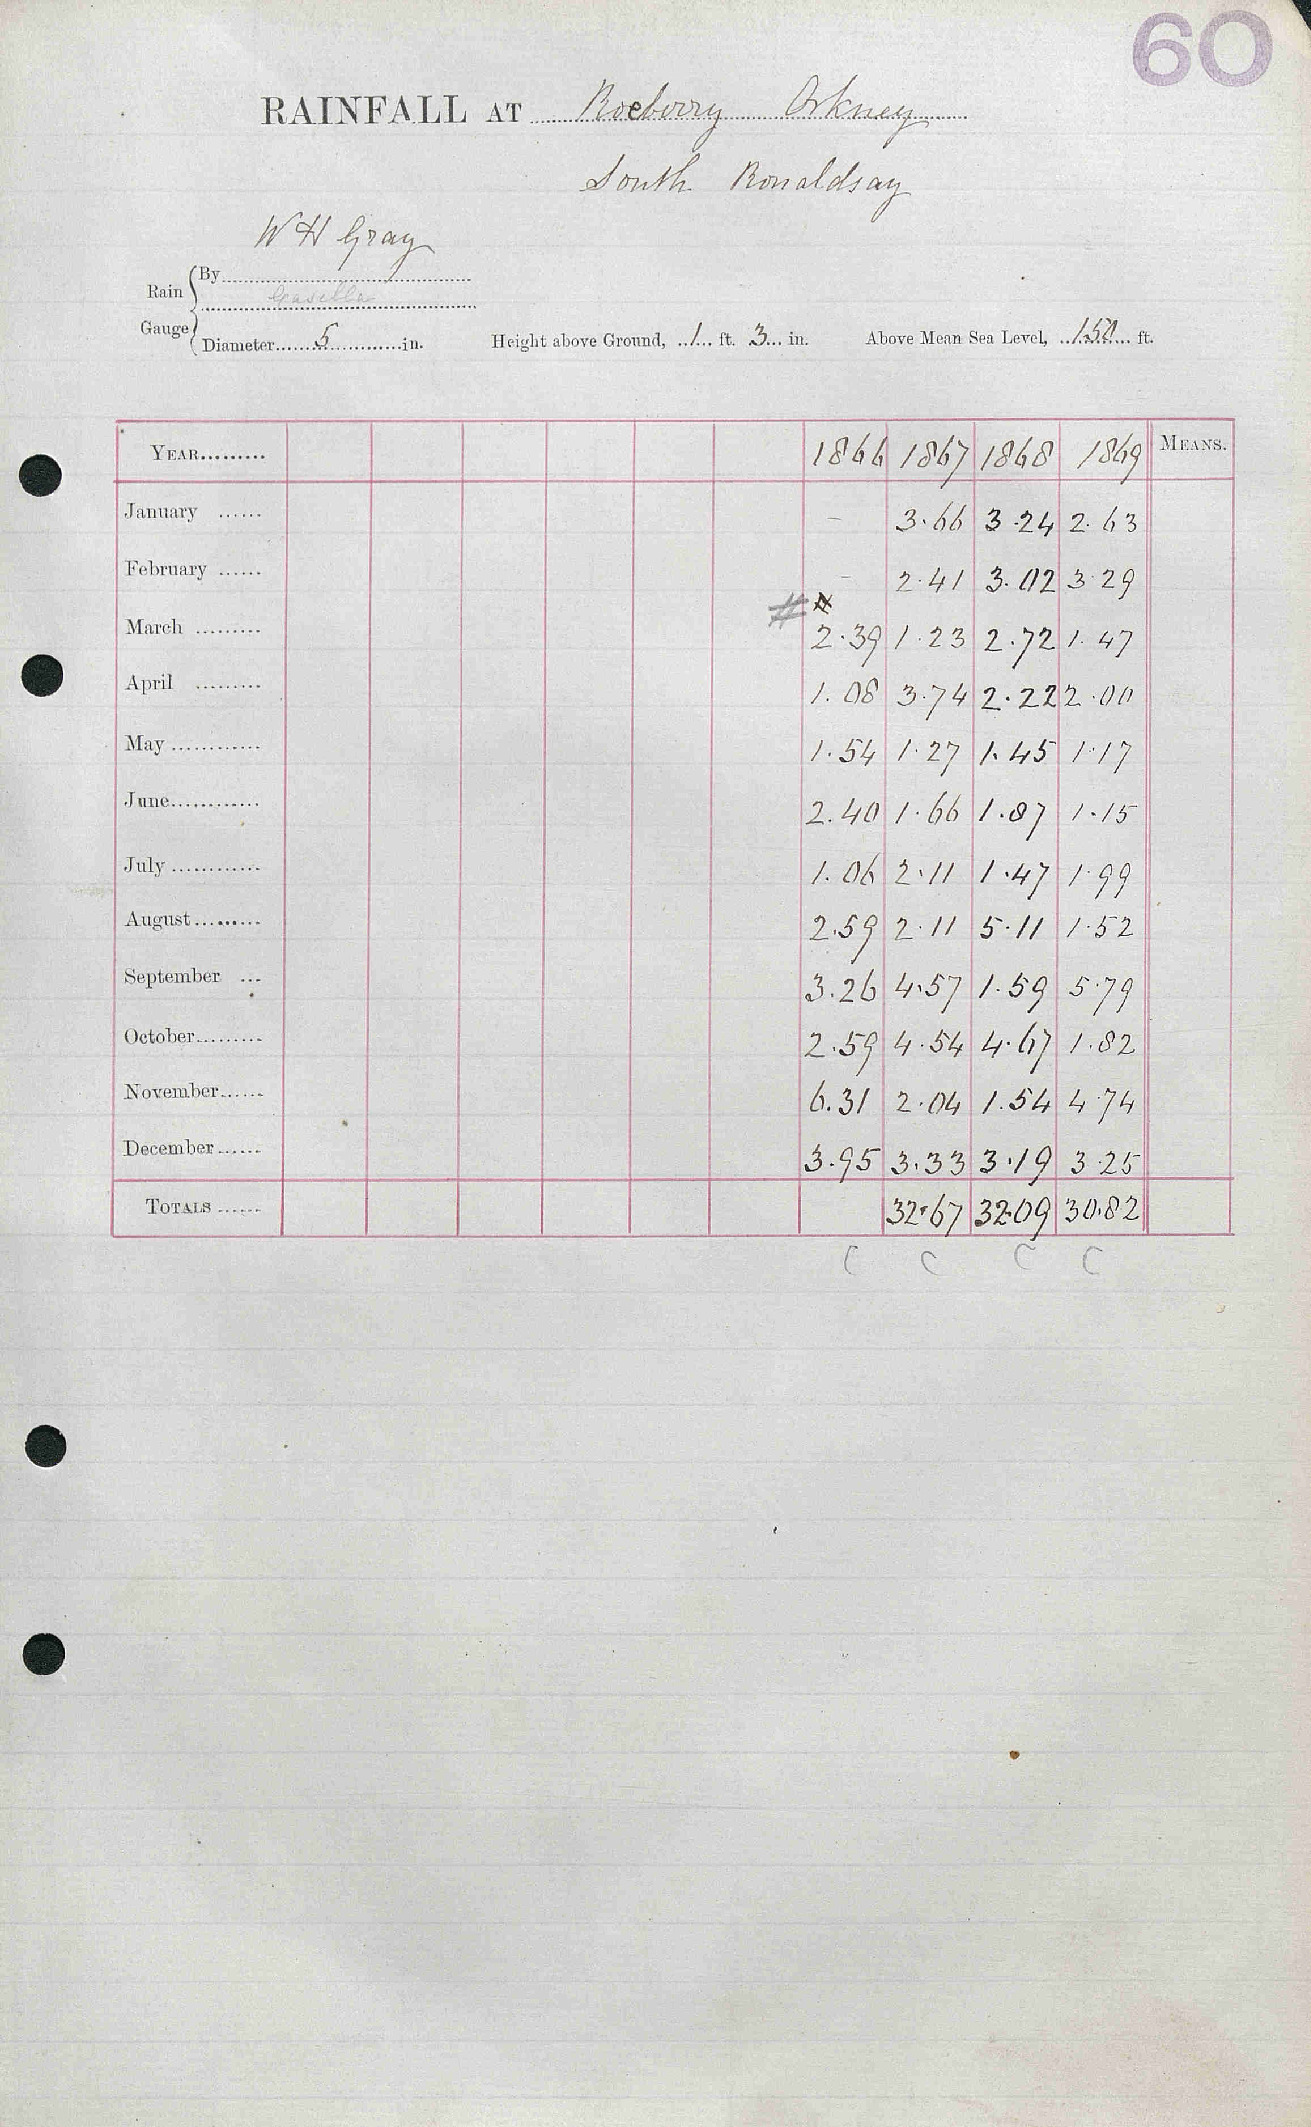 60
RAINFALL AT Roeberry Orkney
South Ronaldsay
W H Gray
Rain Gauge
By
Casella
Diameter......5............in. Height above Ground, ..1... ft. 3... in. Above Mean Sea Level, ..150... ft.
YEAR......... 1866 1867 1868 1869 MEANS.
January ...... - 3.66 3.24 2.63
February ...... - 2.41 3.02 3.29
# #
March ......... 2.39 1.23 2.72 1.47
April ......... 1.08 3.74 2.22 2.00
May ............ 1.54 1.27 1.45 1.17
June............ 2.40 1.66 1.87 1.15
July ............ 1.06 2.11 1.47 1.99
August......... 2.59 2.11 5.11 1.52
September ... 3.26 4.57 1.59 5.79
October......... 2.59 4.54 4.67 1.82
November...... 6.31 2.04 1.54 4.74
December...... 3.95 3.33 3.19 3.25
TOTALS ...... 32.67 32.09 30.82
C C C C